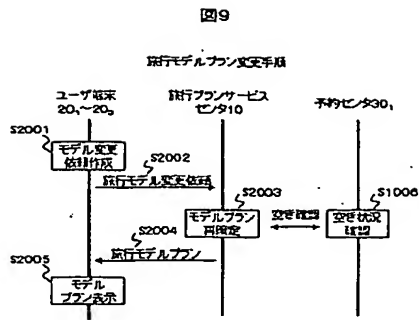 図9
旅行モデルプラン変更手順
ユーザ端末
20₁~20ₙ
旅行プランサービス
センタ10
予約センタ30₁
S2001
モデル変更
依頼作成
S2002
旅行モデル変更依頼
S2003
モデルプラン
再設定
空き確認
S1006
空き状況
確認
S2004
旅行モデルプラン
S2005
モデル
プラン表示